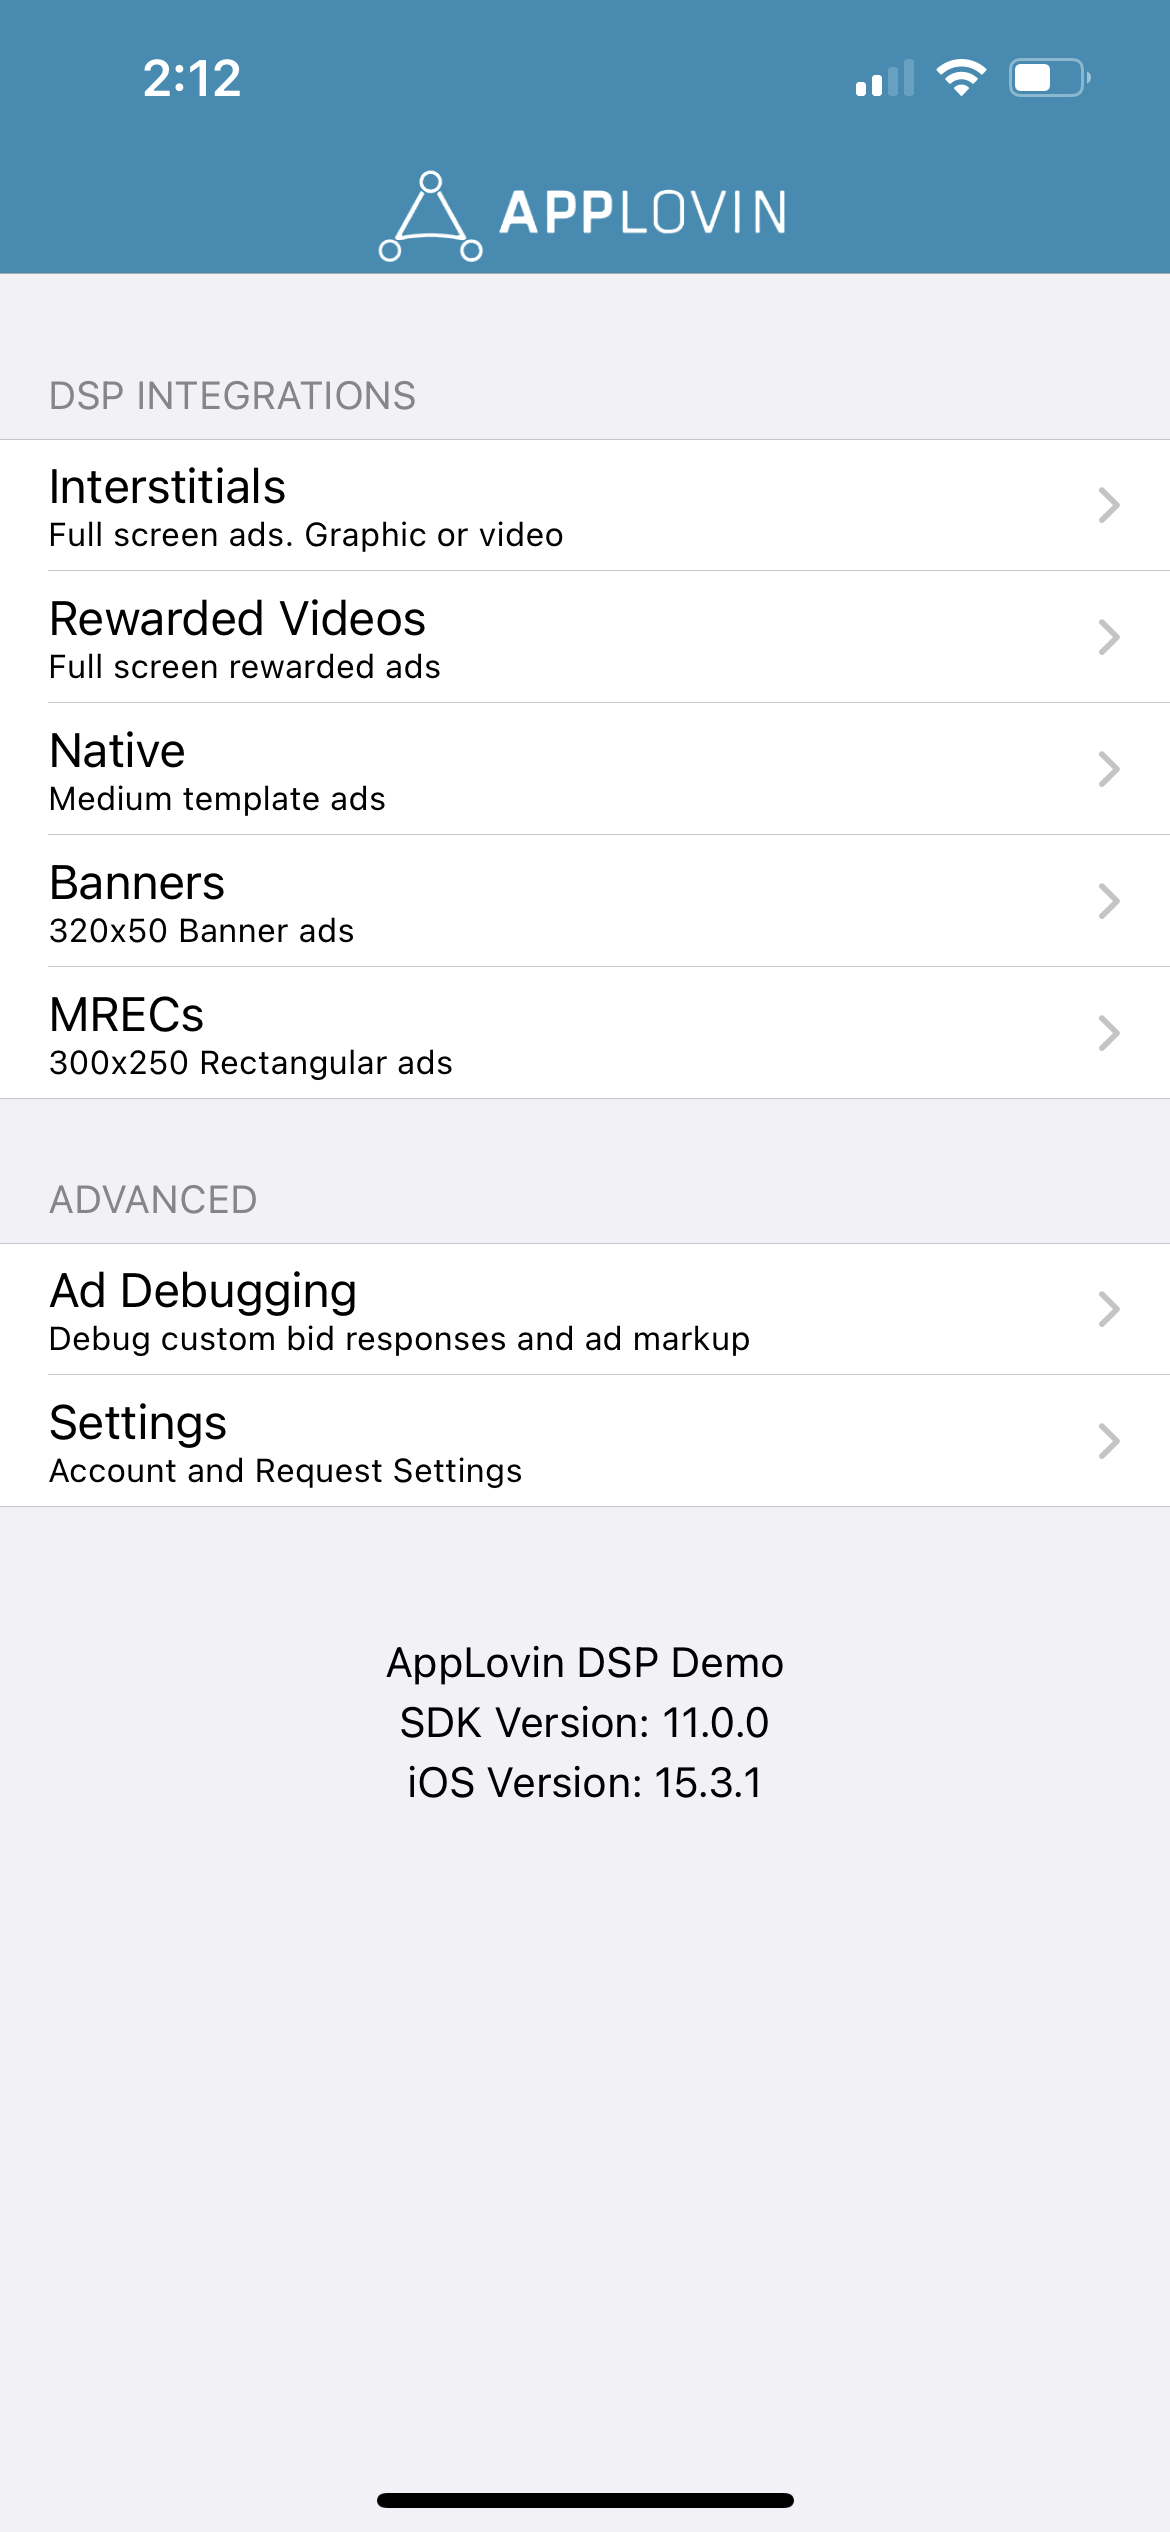 2:12
APPLOVIN
DSP INTEGRATIONS
Interstitials
Full screen ads. Graphic or video
Rewarded Videos
Full screen rewarded ads
Native
Medium template ads
Banners
320x50 Banner ads
MRECs
300x250 Rectangular ads
ADVANCED
Ad Debugging
Debug custom bid responses and ad markup
Settings
Account and Request Settings
AppLovin DSP Demo
SDK Version: 11.0.0
iOS Version: 15.3.1